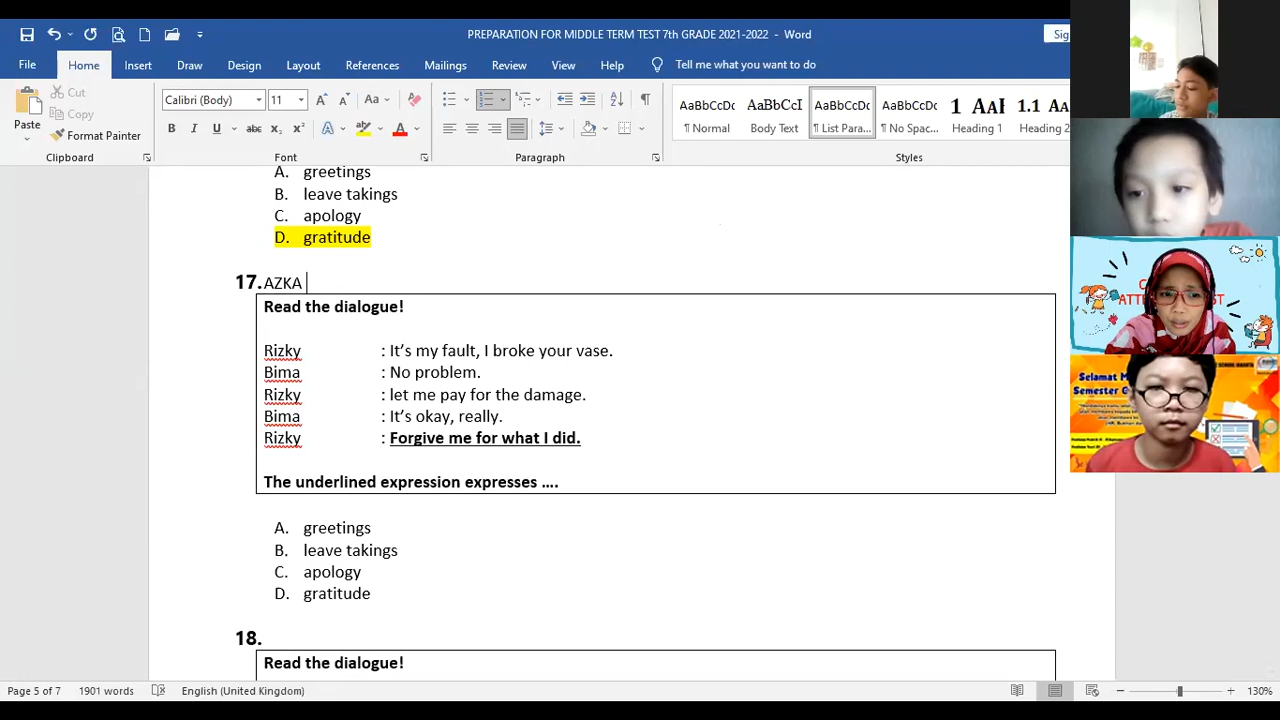 PREPARATION FOR MIDDLE TERM TEST 7th GRADE 2021-2022 - Word
Sig
File Home Insert Draw Design Layout References Mailings Review View Help Tell me what you want to do
Paste
Cut
Copy
Format Painter
Calibri (Body) 11
AaBbCcDc AaBbCcI AaBbCcDc AaBbCcDc 1 AaI 1.1 AaB
¶ Normal Body Text ¶ List Para... ¶ No Spac... Heading 1 Heading 2
Clipboard Font Paragraph Styles
A. greetings
B. leave takings
C. apology
D. gratitude
17. AZKA
Read the dialogue!
Rizky : It's my fault, I broke your vase.
Bima : No problem.
Rizky : let me pay for the damage.
Bima : It's okay, really.
Rizky : Forgive me for what I did.
The underlined expression expresses ....
A. greetings
B. leave takings
C. apology
D. gratitude
18.
Read the dialogue!
Page 5 of 7 1901 words English (United Kingdom) 130%
Selamat
Semester